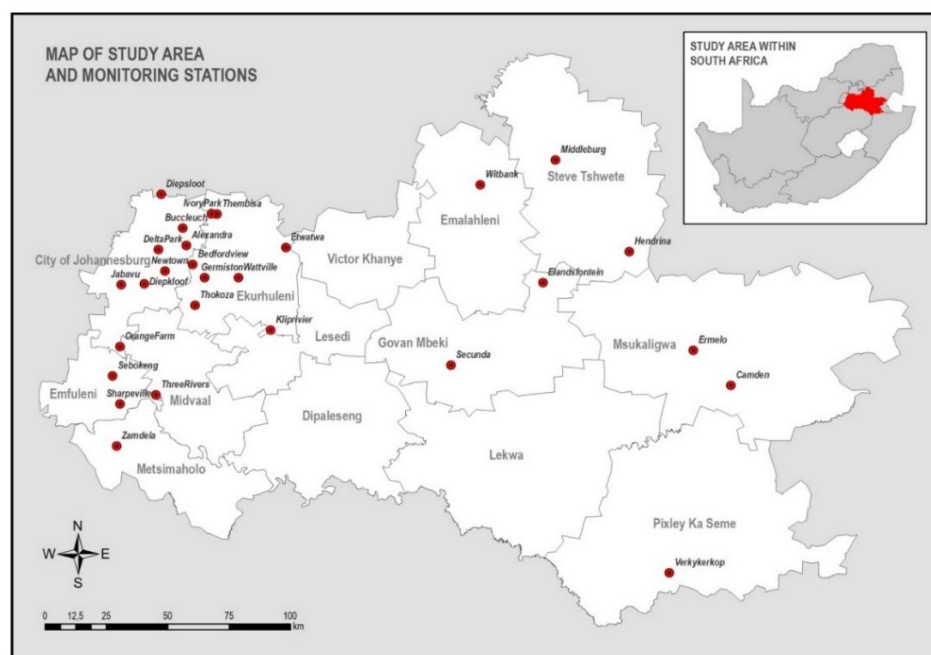 MAP OF STUDY AREA
AND MONITORING STATIONS
STUDY AREA WITHIN
SOUTH AFRICA
Middleburg
Steve Tshwete
Witbank
Emalahleni
Diepsloot
IvoryPark
Thembisa
Buccleuch
Alexandra
DeltaPark
Etwatwa
Hendrina
City of Johannesburg
Bedfordview
Victor Khanye
Newtown
Jabavu
Diepkloof
Germiston
Wattville
Elandsfontein
Ekurhuleni
Thokoza
Kliprivier
Lesedi
Govan Mbeki
Msukaligwa
Ermelo
OrangeFarm
Secunda
Sebokeng
Camden
Emfuleni
Sharpeville
ThreeRivers
Midvaal
Dipaleseng
Zamdela
Metsimaholo
Lekwa
Pixley Ka Seme
Verkykerkop
N
W
E
S
0 12,5 25 50 75 100
km